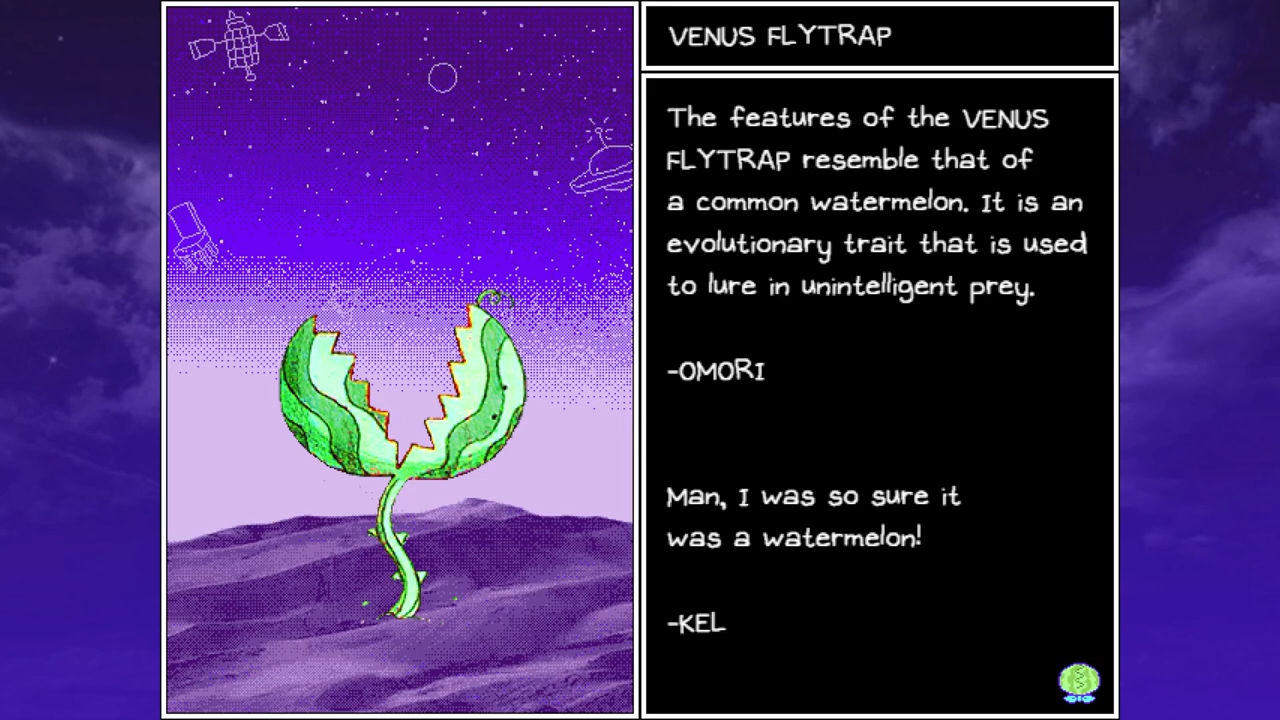 VENUS FLYTRAP
The features of the VENUS
FLYTRAP resemble that of
a common watermelon. It is an
evolutionary trait that is used
to lure in unintelligent prey.
-OMORI
Man, I was so sure it
was a watermelon!
-KEL